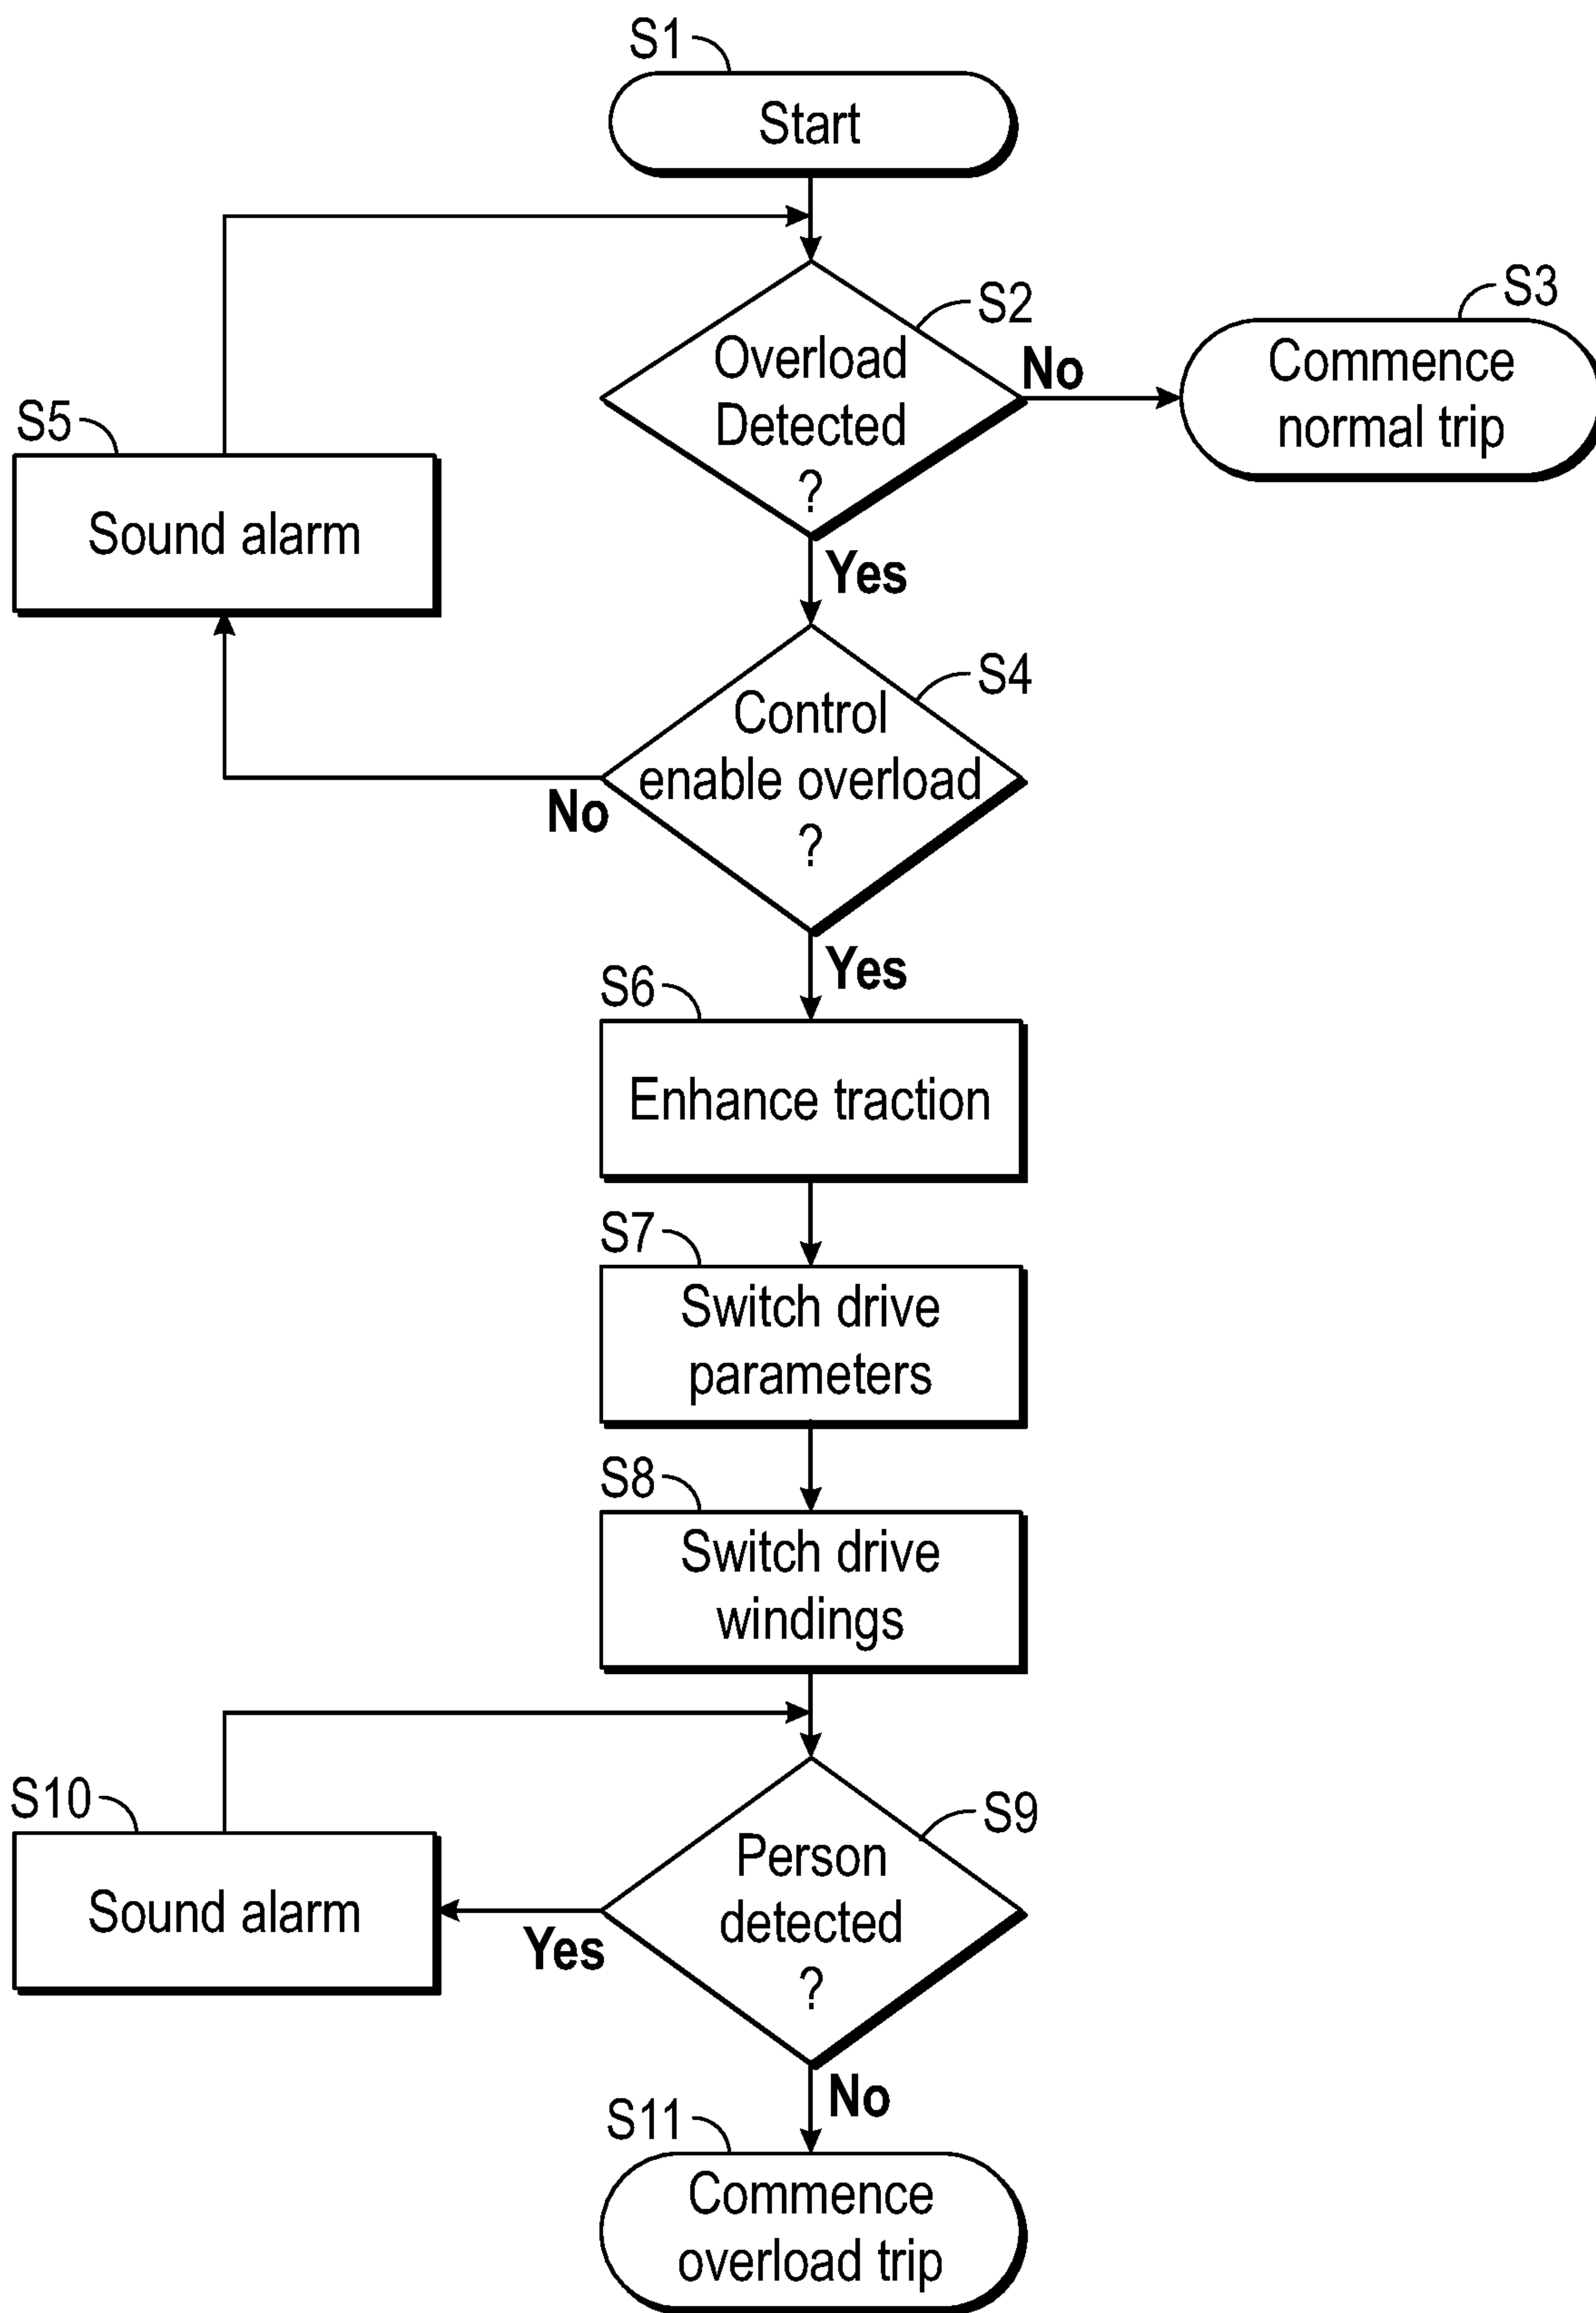 S1
Start
S2
Overload
Detected
?
No
S3
Commence
normal trip
S5
Sound alarm
Yes
S4
Control
enable overload
?
No
Yes
S6
Enhance traction
S7
Switch drive
parameters
S8
Switch drive
windings
S10
Sound alarm
S9
Person
detected
?
Yes
No
S11
Commence
overload trip